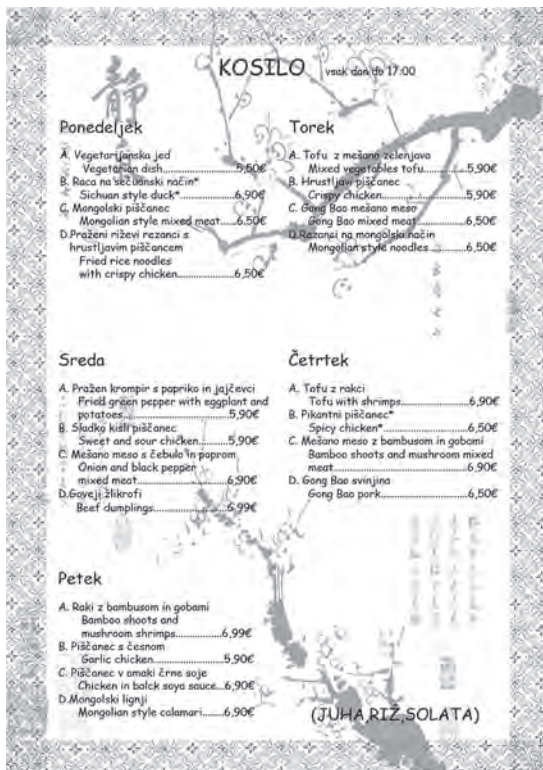 KOSILO vsak dan do 17:00
Ponedeljek
A. Vegetarijanska jed
Vegetarian dish.......................5,50€
B. Raca na sečuanski način*
Sichuan style duck*................6,90€
C. Mongolski piščanec
Mongolian style mixed meat.....6.50€
D.Praženi riževi rezanci s
hrustljavim piščancem
Fried rice noodles
with crispy chicken....................6,50€
Torek
A. Tofu z mešano zelenjava
Mixed vegetables tofu.............5,90€
B. Hrustljavi piščanec
Crispy chicken..........................5,90€
C. Gong Bao mešano meso
Gong Bao mixed meat..............6,50€
D.Rezanci na mongolski način
Mongolian style noodles .........6,50€
Sreda
A. Pražen krompir s papriko in jajčevci
Fried green pepper with eggplant and
potatoes...........................5,90€
B. Sladko kisli piščanec
Sweet and sour chicken.........5,90€
C. Mešano meso s čebulo in poprom
Onion and black pepper
mixed meat.......................6,90€
D.Goveji žlikrofi
Beef dumplings.......................6,99€
Četrtek
A. Tofu z rakci
Tofu with shrimps...................6,90€
B. Pikantni piščanec*
Spicy chicken*........................6,50€
C. Mešano meso z bambusom in gobami
Bamboo shoots and mushroom mixed
meat.......................................6,90€
D. Gong Bao svinjina
Gong Bao pork.........................6,50€
Petek
A. Raki z bambusom in gobami
Bamboo shoots and
mushroom shrimps..............6,99€
B. Piščanec s česnom
Garlic chicken.....................5,90€
C. Piščanec v omaki črne soje
Chicken in balck soya sauce...6,90€
D.Mongolski lignji
Mongolian style calamari.......6,90€
(JUHA,RIŽ,SOLATA)